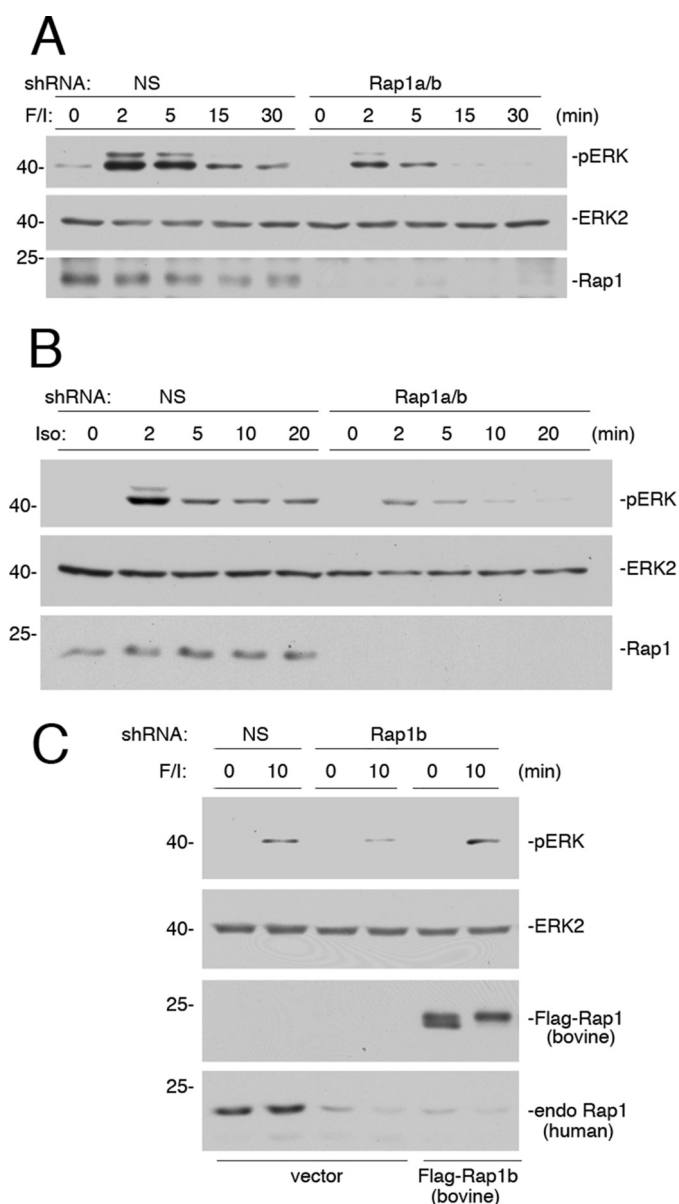 A
shRNA: NS Rap1a/b
F/I: 0 2 5 15 30 0 2 5 15 30 (min)
40- -pERK
40- -ERK2
25-
-Rap1
B
shRNA: NS Rap1a/b
Iso: 0 2 5 10 20 0 2 5 10 20 (min)
40- -pERK
40- -ERK2
25-
-Rap1
C
shRNA: NS Rap1b
F/I: 0 10 0 10 0 10 (min)
40- -pERK
40- -ERK2
25-
-Flag-Rap1
(bovine)
25-
-endo Rap1
(human)
vector Flag-Rap1b
(bovine)